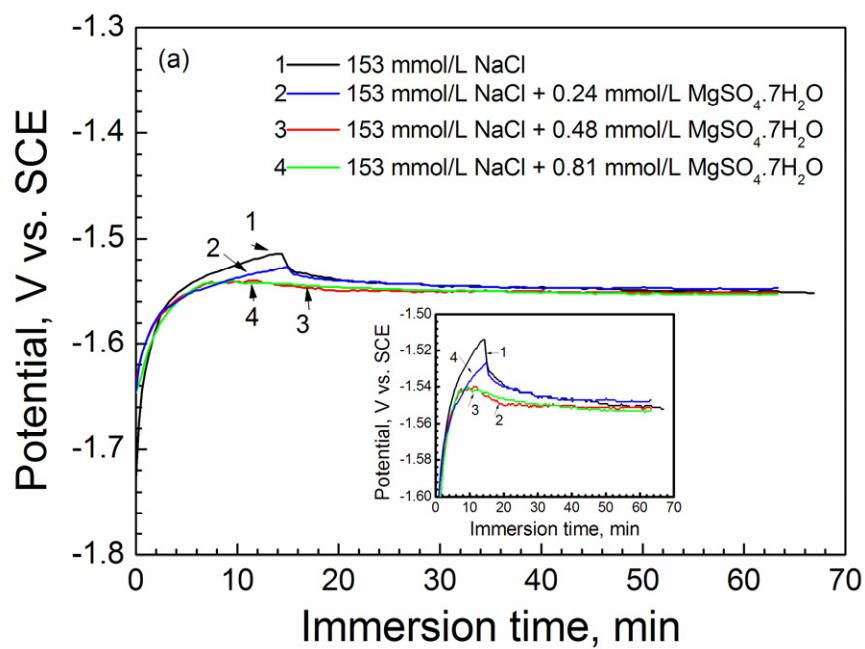 (a)
1 153 mmol/L NaCl
2 153 mmol/L NaCl + 0.24 mmol/L MgSO₄.7H₂O
3 153 mmol/L NaCl + 0.48 mmol/L MgSO₄.7H₂O
4 153 mmol/L NaCl + 0.81 mmol/L MgSO₄.7H₂O
Potential, V vs. SCE
-1.3
-1.4
-1.5
-1.6
-1.7
-1.8
1
2
4
3
Potential, V vs. SCE
-1.50
-1.52
-1.54
-1.56
-1.58
-1.60
4
1
3
2
0 10 20 30 40 50 60 70
Immersion time, min
0 10 20 30 40 50 60 70
Immersion time, min